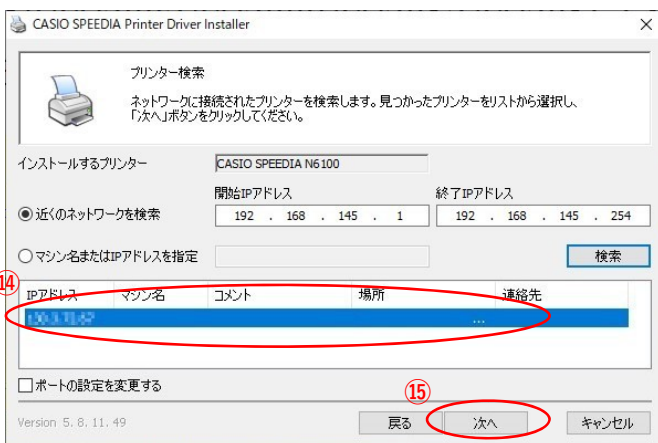 CASIO SPEEDIA Printer Driver Installer
プリンター検索
ネットワークに接続されたプリンターを検索します。見つかったプリンターをリストから選択し、
「次へ」ボタンをクリックしてください。
インストールするプリンター CASIO SPEEDIA N6100
開始IPアドレス 終了IPアドレス
近くのネットワークを検索 192 . 168 . 145 . 1 192 . 168 . 145 . 254
マシン名またはIPアドレスを指定 検索
⑭
IPアドレス マシン名 コメント 場所 連絡先
...
ポートの設定を変更する
⑮
Version 5. 8. 11. 49 戻る 次へ キャンセル